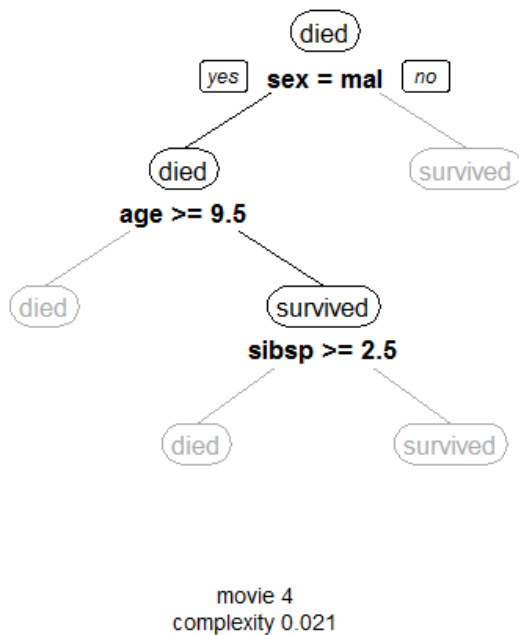 died
yes sex = mal no
died survived
age >= 9.5
died survived
sibsp >= 2.5
died survived
movie 4
complexity 0.021